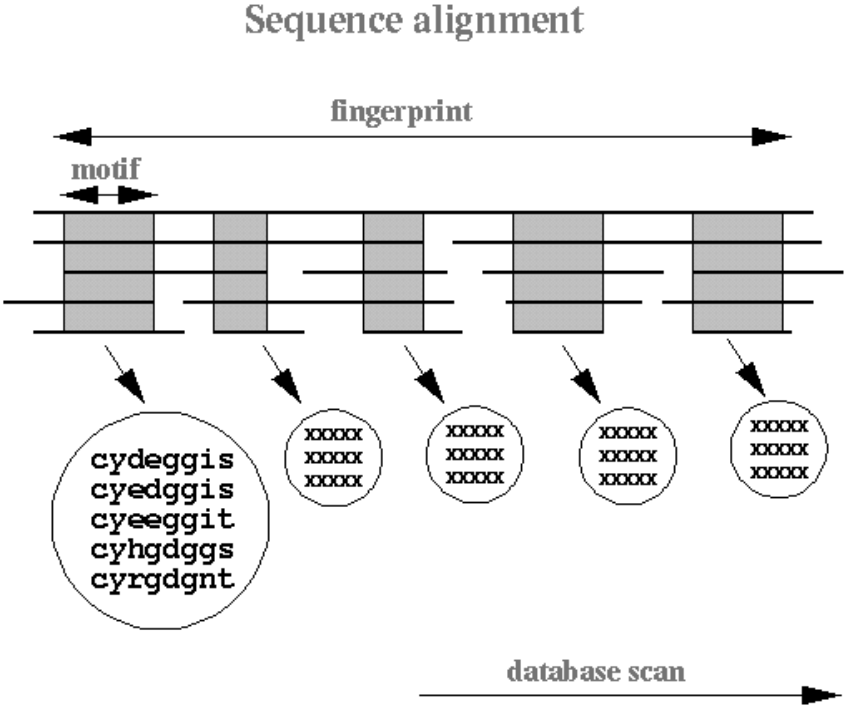 Sequence alignment
fingerprint
motif
cydeggis
cyedggis
cyeeggit
cyhgdggs
cyrgdgnt
xxxxx
xxxxx
xxxxx
xxxxx
xxxxx
xxxxx
xxxxx
xxxxx
xxxxx
xxxxx
xxxxx
xxxxx
database scan